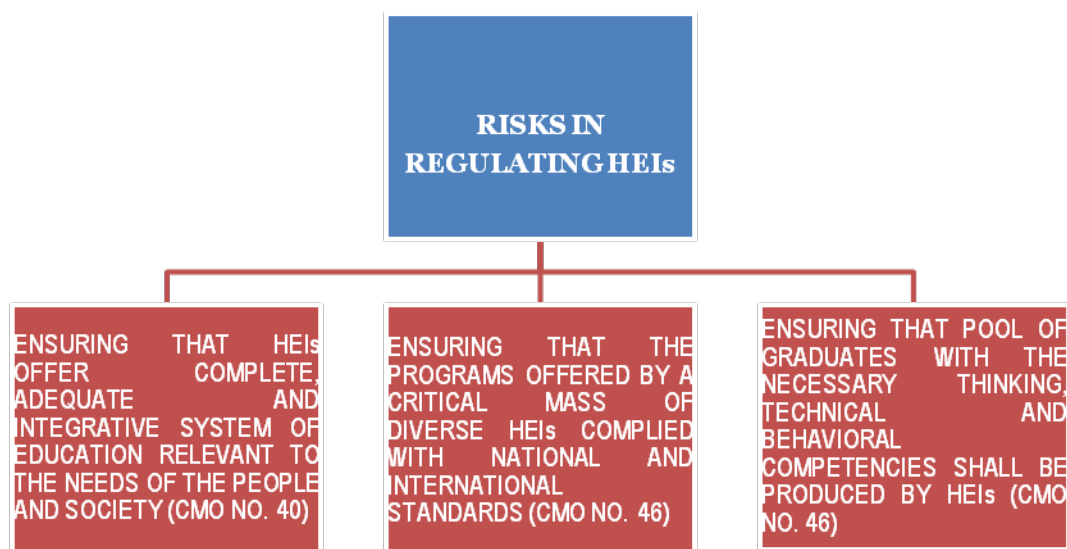 RISKS IN
REGULATING HEIs
ENSURING THAT HEIs
OFFER COMPLETE,
ADEQUATE AND
INTEGRATIVE SYSTEM OF
EDUCATION RELEVANT TO
THE NEEDS OF THE PEOPLE
AND SOCIETY (CMO NO. 40)
ENSURING THAT THE
PROGRAMS OFFERED BY A
CRITICAL MASS OF
DIVERSE HEIs COMPLIED
WITH NATIONAL AND
INTERNATIONAL
STANDARDS (CMO NO. 46)
ENSURING THAT POOL OF
GRADUATES WITH THE
NECESSARY THINKING,
TECHNICAL AND
BEHAVIORAL
COMPETENCIES SHALL BE
PRODUCED BY HEIs (CMO
NO. 46)